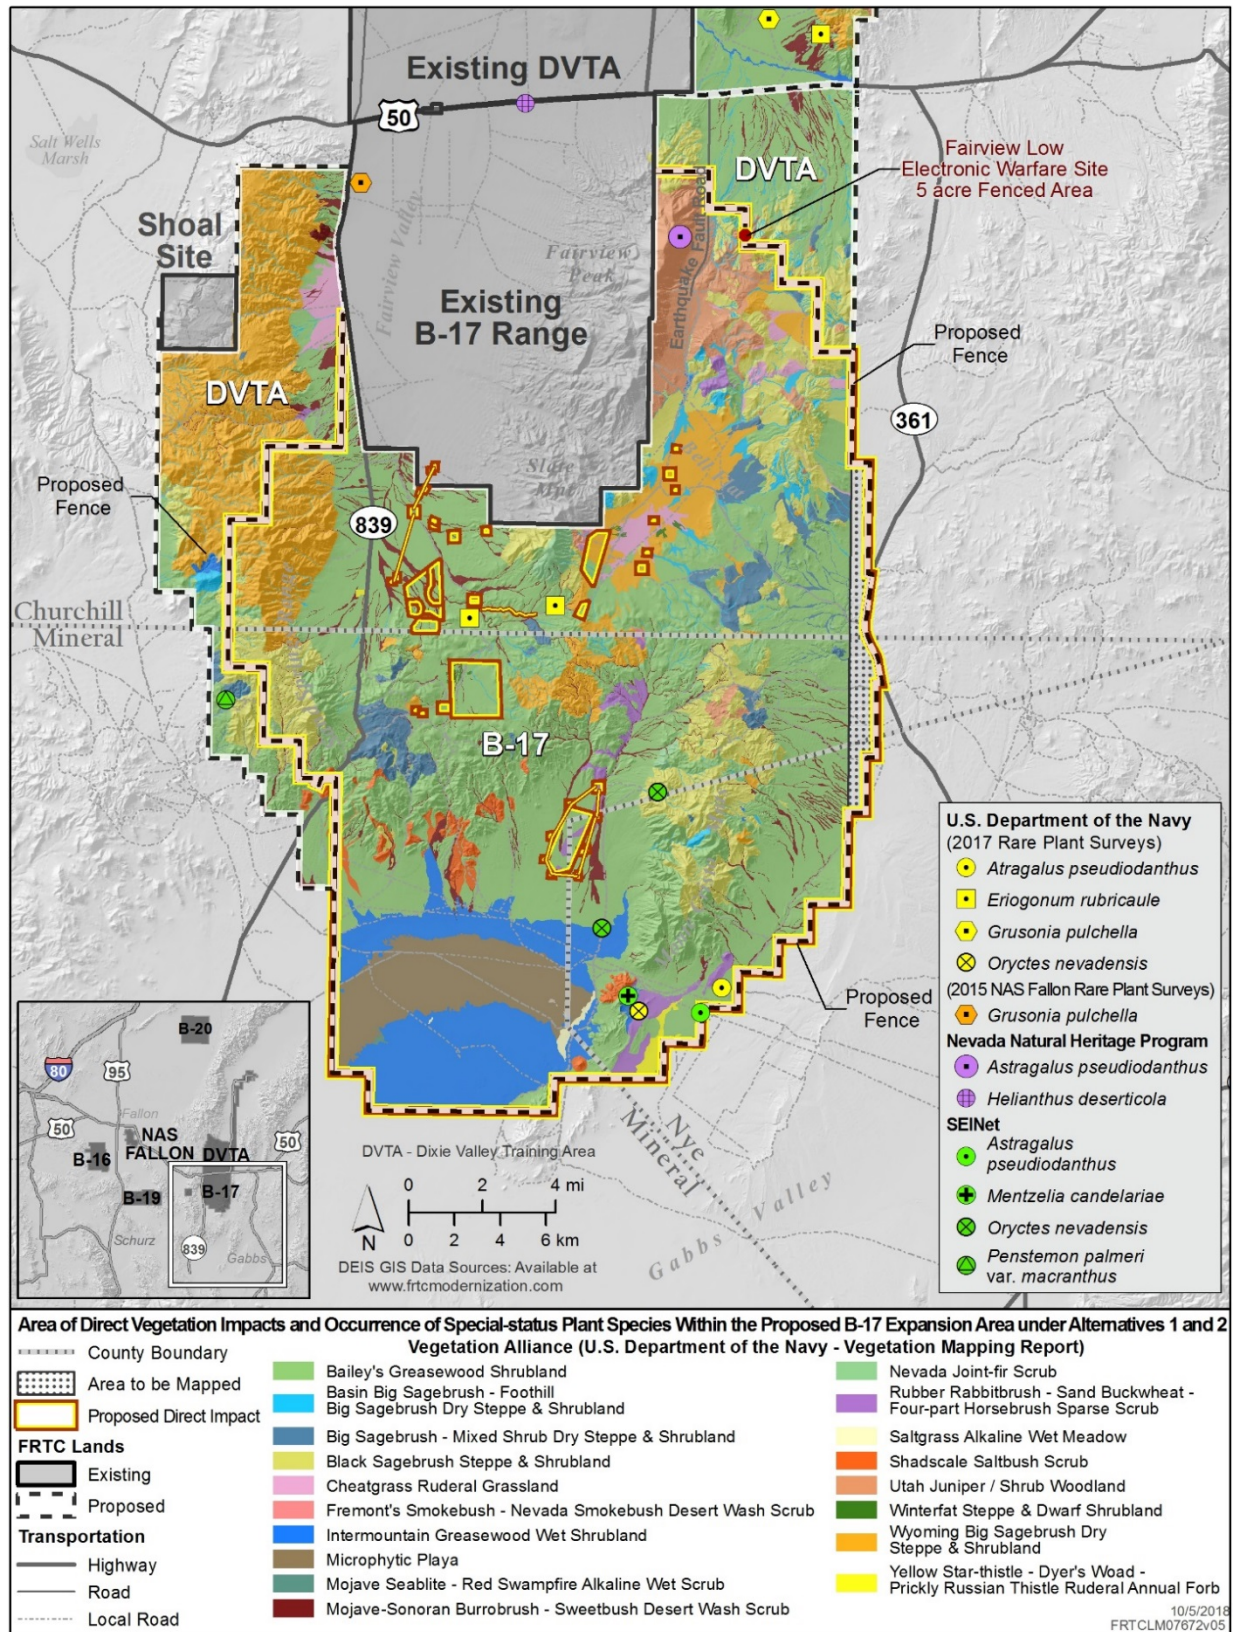 Existing DVTA
50
Salt Wells
Marsh
DVTA
Fairview Low
Electronic Warfare Site
5 acre Fenced Area
Shoal
Site
Fairview Valley
Fairview
Peak
Earthquake Fault Road
Existing
B-17 Range
Proposed
Fence
DVTA
361
Slate
Mtn
Proposed
Fence
839
Churchill
Mineral
B-17
Proposed
Fence
Nye
Mineral
Gabbs Valley
U.S. Department of the Navy
(2017 Rare Plant Surveys)
Atragalus pseudiodanthus
Eriogonum rubricaule
Grusonia pulchella
Oryctes nevadensis
(2015 NAS Fallon Rare Plant Surveys)
Grusonia pulchella
Nevada Natural Heritage Program
Astragalus pseudiodanthus
Helianthus deserticola
SEINet
Astragalus
pseudiodanthus
Mentzelia candelariae
Oryctes nevadensis
Penstemon palmeri
var. macranthus
B-20
80
95
Fallon
50
NAS
FALLON
DVTA
50
B-16
B-19
B-17
Schurz
839
Gabbs
DVTA - Dixie Valley Training Area
0 2 4 mi
0 2 4 6 km
N
DEIS GIS Data Sources: Available at
www.frtcmodernization.com
Area of Direct Vegetation Impacts and Occurrence of Special-status Plant Species Within the Proposed B-17 Expansion Area under Alternatives 1 and 2
County Boundary
Area to be Mapped
Proposed Direct Impact
FRTC Lands
Existing
Proposed
Transportation
Highway
Road
Local Road
Vegetation Alliance (U.S. Department of the Navy - Vegetation Mapping Report)
Bailey's Greasewood Shrubland
Basin Big Sagebrush - Foothill
Big Sagebrush Dry Steppe & Shrubland
Big Sagebrush - Mixed Shrub Dry Steppe & Shrubland
Black Sagebrush Steppe & Shrubland
Cheatgrass Ruderal Grassland
Fremont's Smokebush - Nevada Smokebush Desert Wash Scrub
Intermountain Greasewood Wet Shrubland
Microphytic Playa
Mojave Seablite - Red Swampfire Alkaline Wet Scrub
Mojave-Sonoran Burrobrush - Sweetbush Desert Wash Scrub
Nevada Joint-fir Scrub
Rubber Rabbitbrush - Sand Buckwheat -
Four-part Horsebrush Sparse Scrub
Saltgrass Alkaline Wet Meadow
Shadscale Saltbush Scrub
Utah Juniper / Shrub Woodland
Winterfat Steppe & Dwarf Shrubland
Wyoming Big Sagebrush Dry
Steppe & Shrubland
Yellow Star-thistle - Dyer's Woad -
Prickly Russian Thistle Ruderal Annual Forb
10/5/2018
FRTCLM07672v05